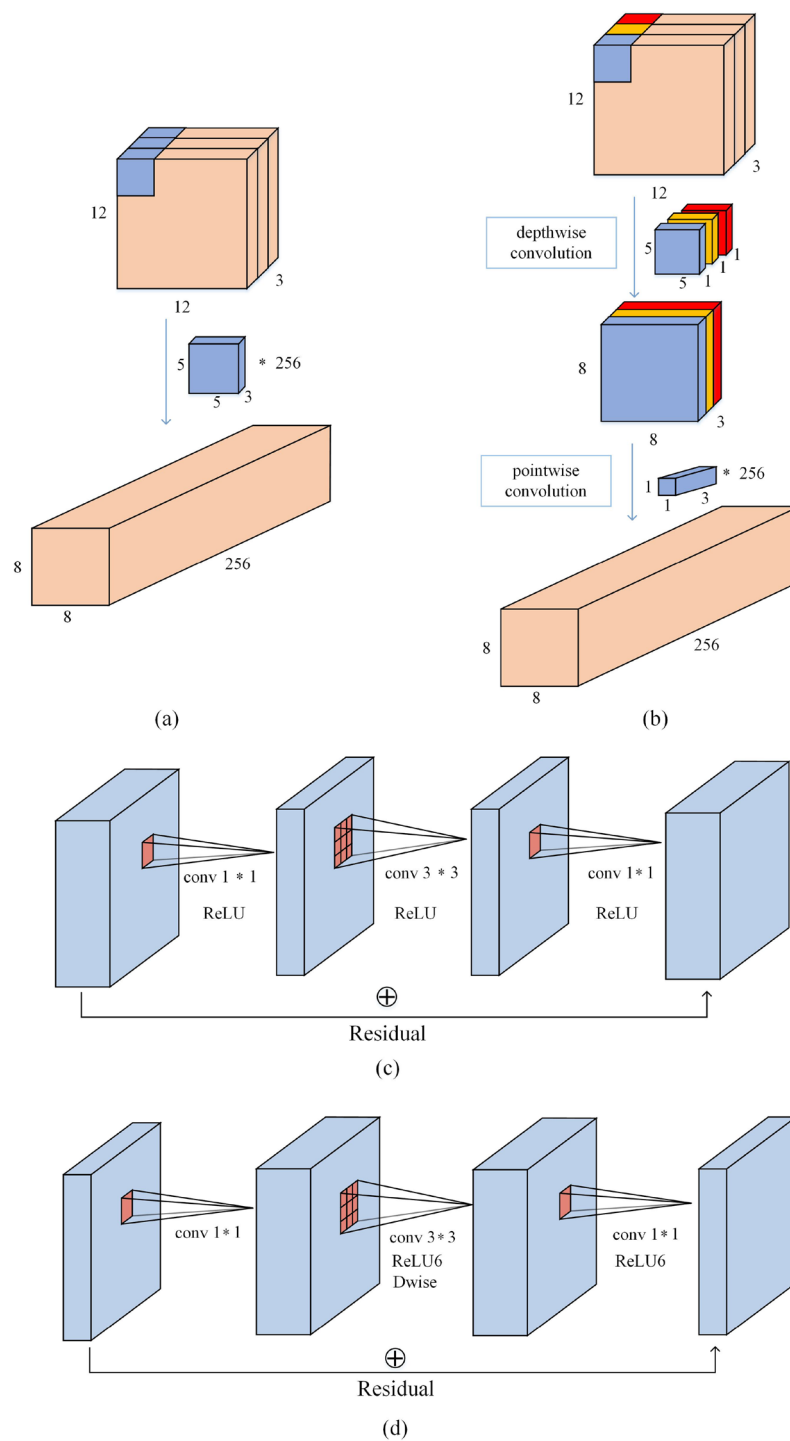 12
3
12
5
5
3
* 256
8
8
256
(a)
12
3
12
depthwise
convolution
5
5
1
1
1
8
3
8
pointwise
convolution
1
1
3
* 256
8
8
256
(b)
conv 1 * 1
ReLU
conv 3 * 3
ReLU
conv 1*1
ReLU
Residual
(c)
conv 1*1
conv 3*3
ReLU6
Dwise
conv 1*1
ReLU6
Residual
(d)